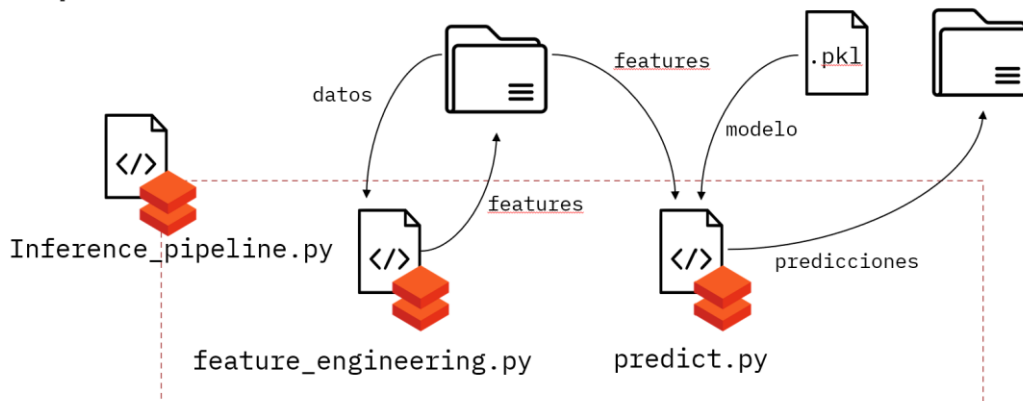 features
.pkl
datos
modelo
</>
features
</>
</>
Inference_pipeline.py
predicciones
feature_engineering.py
predict.py